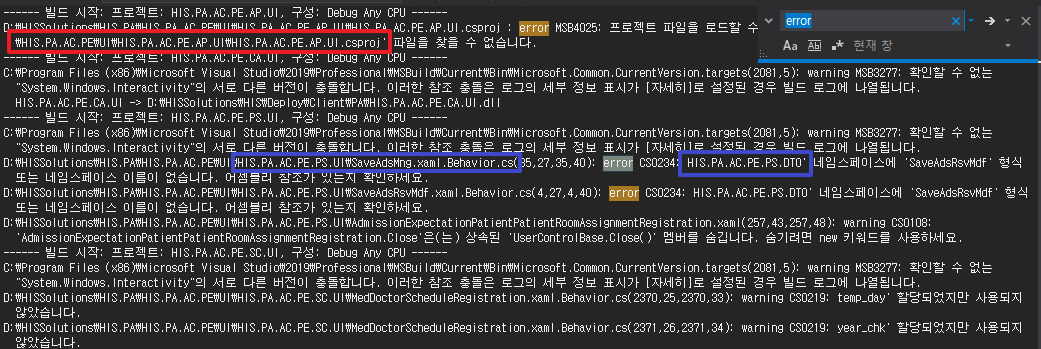 ------ 빌드 시작: 프로젝트: HIS.PA.AC.PE.AP.UI, 구성: Debug Any CPU ------
D:\HISSolutions\HIS\PA\HIS.PA.AC.PE\UI\HIS.PA.AC.PE.AP.UI\HIS.PA.AC.PE.AP.UI.csproj : error MSB4025: 프로젝트 파일을 로드할 수
\HIS.PA.AC.PE\UI\HIS.PA.AC.PE.AP.UI\HIS.PA.AC.PE.AP.UI.csproj' 파일을 찾을 수 없습니다.
------ 빌드 시작: 프로젝트: HIS.PA.AC.PE.CA.UI, 구성: Debug Any CPU ------
C:\Program Files (x86)\Microsoft Visual Studio\2019\Professional\MSBuild\Current\Bin\Microsoft.Common.CurrentVersion.targets(2081,5): warning MSB3277: 확인할 수 없는
"System.Windows.Interactivity"의 서로 다른 버전이 충돌합니다. 이러한 참조 충돌은 로그의 세부 정보 표시가 [자세히]로 설정된 경우 빌드 로그에 나열됩니다.
HIS.PA.AC.PE.CA.UI -> D:\HISSolutions\HIS\Deploy\Client\PA\HIS.PA.AC.PE.CA.UI.dll
------ 빌드 시작: 프로젝트: HIS.PA.AC.PE.PS.UI, 구성: Debug Any CPU ------
C:\Program Files (x86)\Microsoft Visual Studio\2019\Professional\MSBuild\Current\Bin\Microsoft.Common.CurrentVersion.targets(2081,5): warning MSB3277: 확인할 수 없는
"System.Windows.Interactivity"의 서로 다른 버전이 충돌합니다. 이러한 참조 충돌은 로그의 세부 정보 표시가 [자세히]로 설정된 경우 빌드 로그에 나열됩니다.
D:\HISSolutions\HIS\PA\HIS.PA.AC.PE\UI\HIS.PA.AC.PE.PS.UI\SaveAdsMng.xaml.Behavior.cs(35,27,35,40): error CS0234: HIS.PA.AC.PE.PS.DTO' 네임스페이스에 'SaveAdsRsvMdf' 형식
또는 네임스페이스 이름이 없습니다. 어셈블리 참조가 있는지 확인하세요.
D:\HISSolutions\HIS\PA\HIS.PA.AC.PE\UI\HIS.PA.AC.PE.PS.UI\SaveAdsRsvMdf.xaml.Behavior.cs(4,27,4,40): error CS0234: HIS.PA.AC.PE.PS.DTO' 네임스페이스에 'SaveAdsRsvMdf' 형식
또는 네임스페이스 이름이 없습니다. 어셈블리 참조가 있는지 확인하세요.
D:\HISSolutions\HIS\PA\HIS.PA.AC.PE\UI\HIS.PA.AC.PE.PS.UI\AdmissionExpectationPatientPatientRoomAssignmentRegistration.xaml(257,43,257,48): warning CS0108:
'AdmissionExpectationPatientPatientRoomAssignmentRegistration.Close'은(는) 상속된 'UserControlBase.Close()' 멤버를 숨깁니다. 숨기려면 new 키워드를 사용하세요.
------ 빌드 시작: 프로젝트: HIS.PA.AC.PE.SC.UI, 구성: Debug Any CPU ------
C:\Program Files (x86)\Microsoft Visual Studio\2019\Professional\MSBuild\Current\Bin\Microsoft.Common.CurrentVersion.targets(2081,5): warning MSB3277: 확인할 수 없는
"System.Windows.Interactivity"의 서로 다른 버전이 충돌합니다. 이러한 참조 충돌은 로그의 세부 정보 표시가 [자세히]로 설정된 경우 빌드 로그에 나열됩니다.
D:\HISSolutions\HIS\PA\HIS.PA.AC.PE\UI\HIS.PA.AC.PE.SC.UI\MedDoctorScheduleRegistration.xaml.Behavior.cs(2370,25,2370,33): warning CS0219: temp_day' 할당되었지만 사용되지
않았습니다.
D:\HISSolutions\HIS\PA\HIS.PA.AC.PE\UI\HIS.PA.AC.PE.SC.UI\MedDoctorScheduleRegistration.xaml.Behavior.cs(2371,26,2371,34): warning CS0219: year_chk' 할당되었지만 사용되지
않았습니다.
error
Aa Ab .* 현재 창